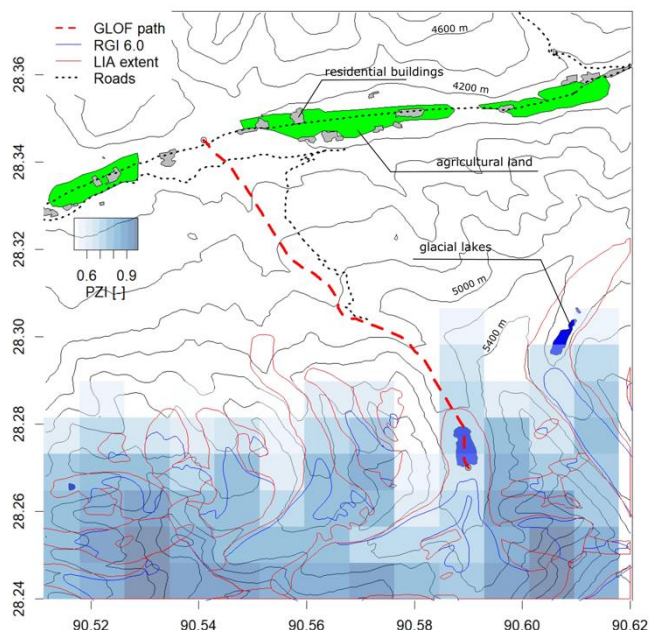 GLOF path
RGI 6.0
LIA extent
Roads
4600 m
residential buildings
4200 m
agricultural land
glacial lakes
5000 m
5400 m
0.6 0.9
PZI [-]
28.36
28.34
28.32
28.30
28.28
28.26
28.24
90.52 90.54 90.56 90.58 90.60 90.62